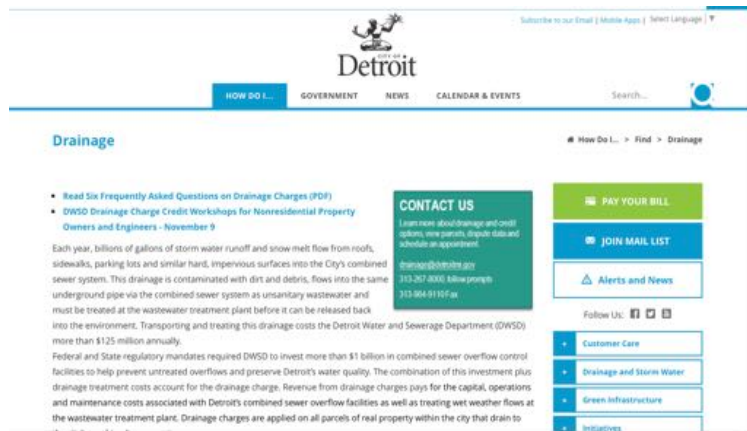 Subscribe to our Email | Mobile Apps | Select Language ▼
CITY OF
Detroit
HOW DO I... GOVERNMENT NEWS CALENDAR & EVENTS Search...
Drainage
How Do I... > Find > Drainage
Read Six Frequently Asked Questions on Drainage Charges (PDF)
DWSD Drainage Charge Credit Workshops for Nonresidential Property
Owners and Engineers - November 9
Each year, billions of gallons of storm water runoff and snow melt flow from roofs,
sidewalks, parking lots and similar hard, impervious surfaces into the City's combined
sewer system. This drainage is contaminated with dirt and debris, flows into the same
underground pipe via the combined sewer system as unsanitary wastewater and
must be treated at the wastewater treatment plant before it can be released back
into the environment. Transporting and treating this drainage costs the Detroit Water and Sewerage Department (DWSD)
more than $125 million annually.
Federal and State regulatory mandates required DWSD to invest more than $1 billion in combined sewer overflow control
facilities to help prevent untreated overflows and preserve Detroit's water quality. The combination of this investment plus
drainage treatment costs account for the drainage charge. Revenue from drainage charges pays for the capital, operations
and maintenance costs associated with Detroit's combined sewer overflow facilities as well as treating wet weather flows at
the wastewater treatment plant. Drainage charges are applied on all parcels of real property within the city that drain to
CONTACT US
Learn more about drainage and credit
options, view parcels, dispute data and
schedule an appointment.
drainage@detroitmi.gov
313-267-8000, follow prompts
313-964-9110 Fax
PAY YOUR BILL
JOIN MAIL LIST
Alerts and News
Follow Us:
+ Customer Care
+ Drainage and Storm Water
+ Green Infrastructure
+ Initiatives